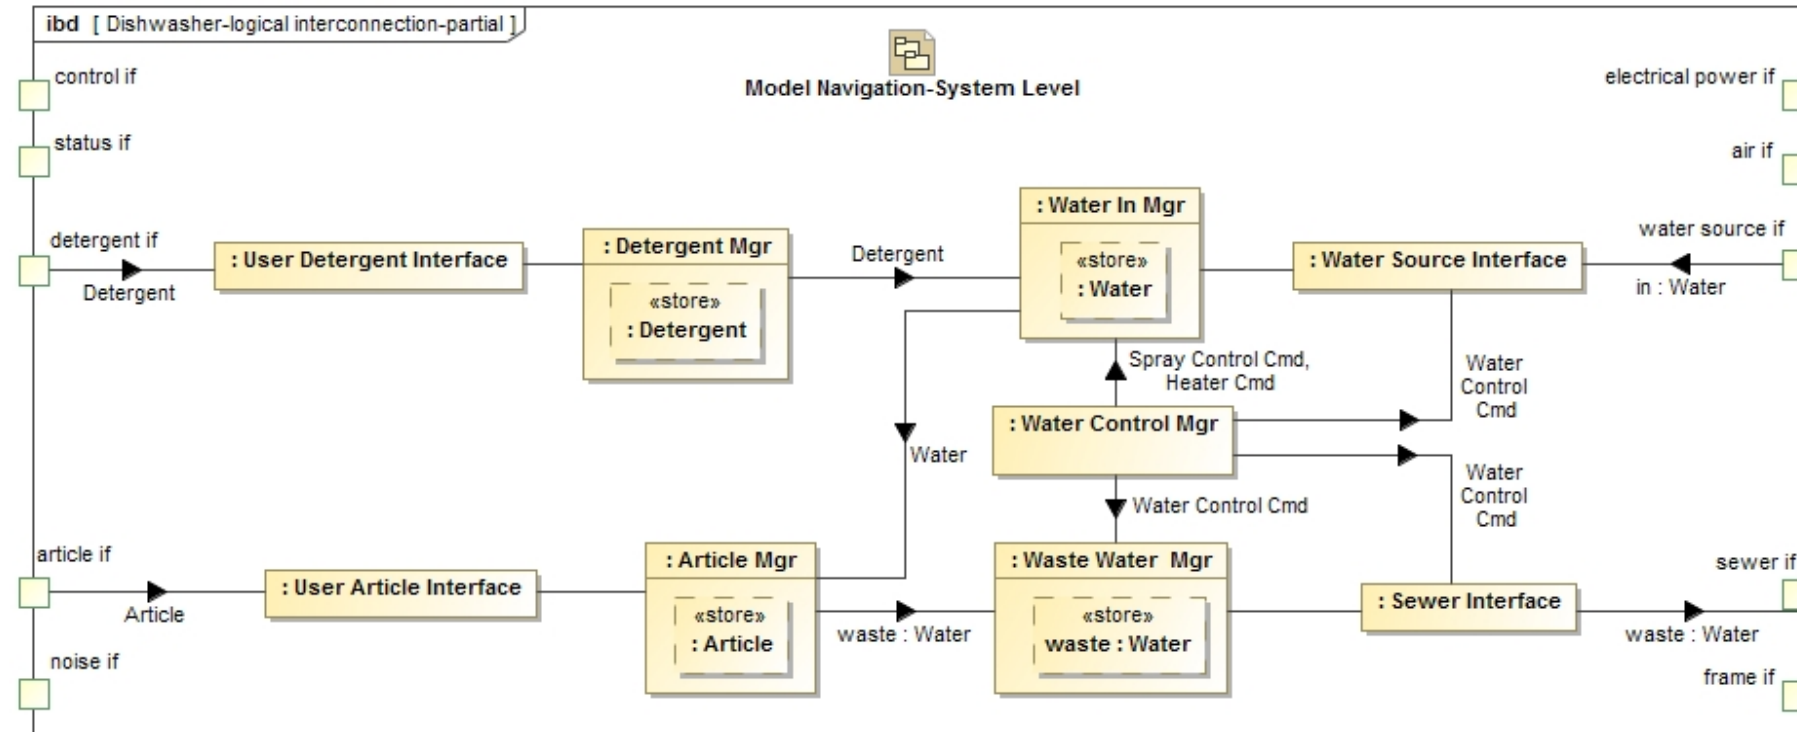 ibd [ Dishwasher-logical interconnection-partial ]
Model Navigation-System Level
control if
electrical power if
status if
air if
detergent if
Detergent
: User Detergent Interface
: Detergent Mgr
«store»
: Detergent
Detergent
: Water In Mgr
«store»
: Water
: Water Source Interface
water source if
in : Water
Spray Control Cmd,
Heater Cmd
Water
Control
Cmd
: Water Control Mgr
Water
Water
Control
Cmd
Water Control Cmd
article if
Article
: User Article Interface
: Article Mgr
«store»
: Article
waste : Water
: Waste Water Mgr
«store»
waste : Water
: Sewer Interface
sewer if
waste : Water
noise if
frame if